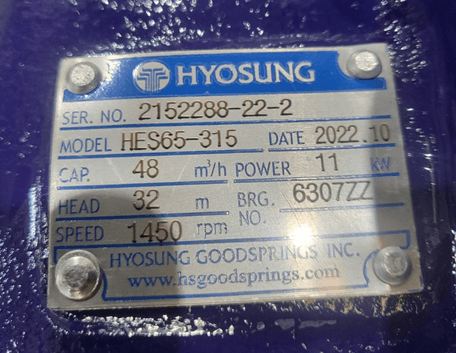 HYOSUNG
SER. NO. 2152288-22-2
MODEL HES65-315 DATE 2022.10
CAP. 48 m³/h POWER 11 KW
HEAD 32 m BRG. NO. 6307ZZ
SPEED 1450 rpm
HYOSUNG GOODSPRINGS INC.
www.hsgoodsprings.com